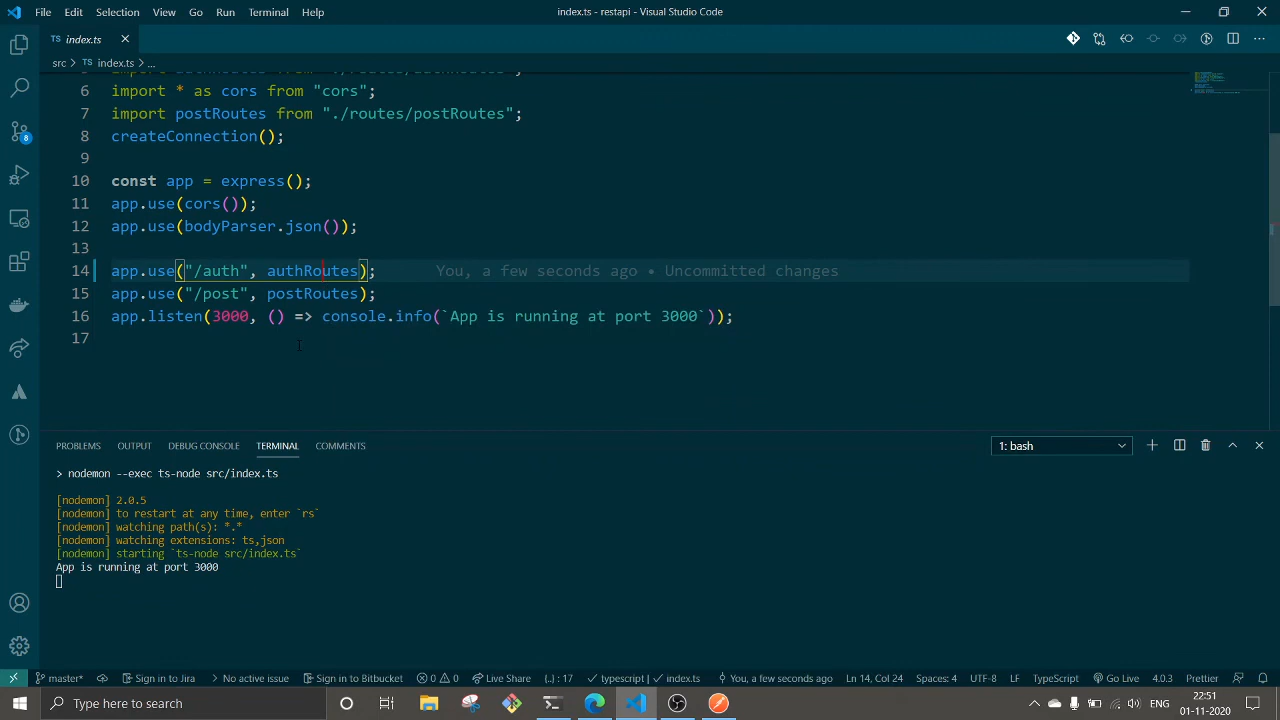 File Edit Selection View Go Run Terminal Help
index.ts - restapi - Visual Studio Code
TS index.ts
src > TS index.ts > ...
6 import * as cors from "cors";
7 import postRoutes from "./routes/postRoutes";
8 createConnection();
9
10 const app = express();
11 app.use(cors());
12 app.use(bodyParser.json());
13
14 app.use("/auth", authRoutes); You, a few seconds ago • Uncommitted changes
15 app.use("/post", postRoutes);
16 app.listen(3000, () => console.info(`App is running at port 3000`));
17
8
PROBLEMS OUTPUT DEBUG CONSOLE TERMINAL COMMENTS
1: bash
> nodemon --exec ts-node src/index.ts
[nodemon] 2.0.5
[nodemon] to restart at any time, enter `rs`
[nodemon] watching path(s): *.*
[nodemon] watching extensions: ts,json
[nodemon] starting `ts-node src/index.ts`
App is running at port 3000
master* Sign in to Jira No active issue Sign in to Bitbucket 0 0 Live Share {..} : 17 typescript | index.ts You, a few seconds ago Ln 14, Col 24 Spaces: 4 UTF-8 LF TypeScript Go Live 4.0.3 Prettier
Type here to search
ENG
22:51
01-11-2020